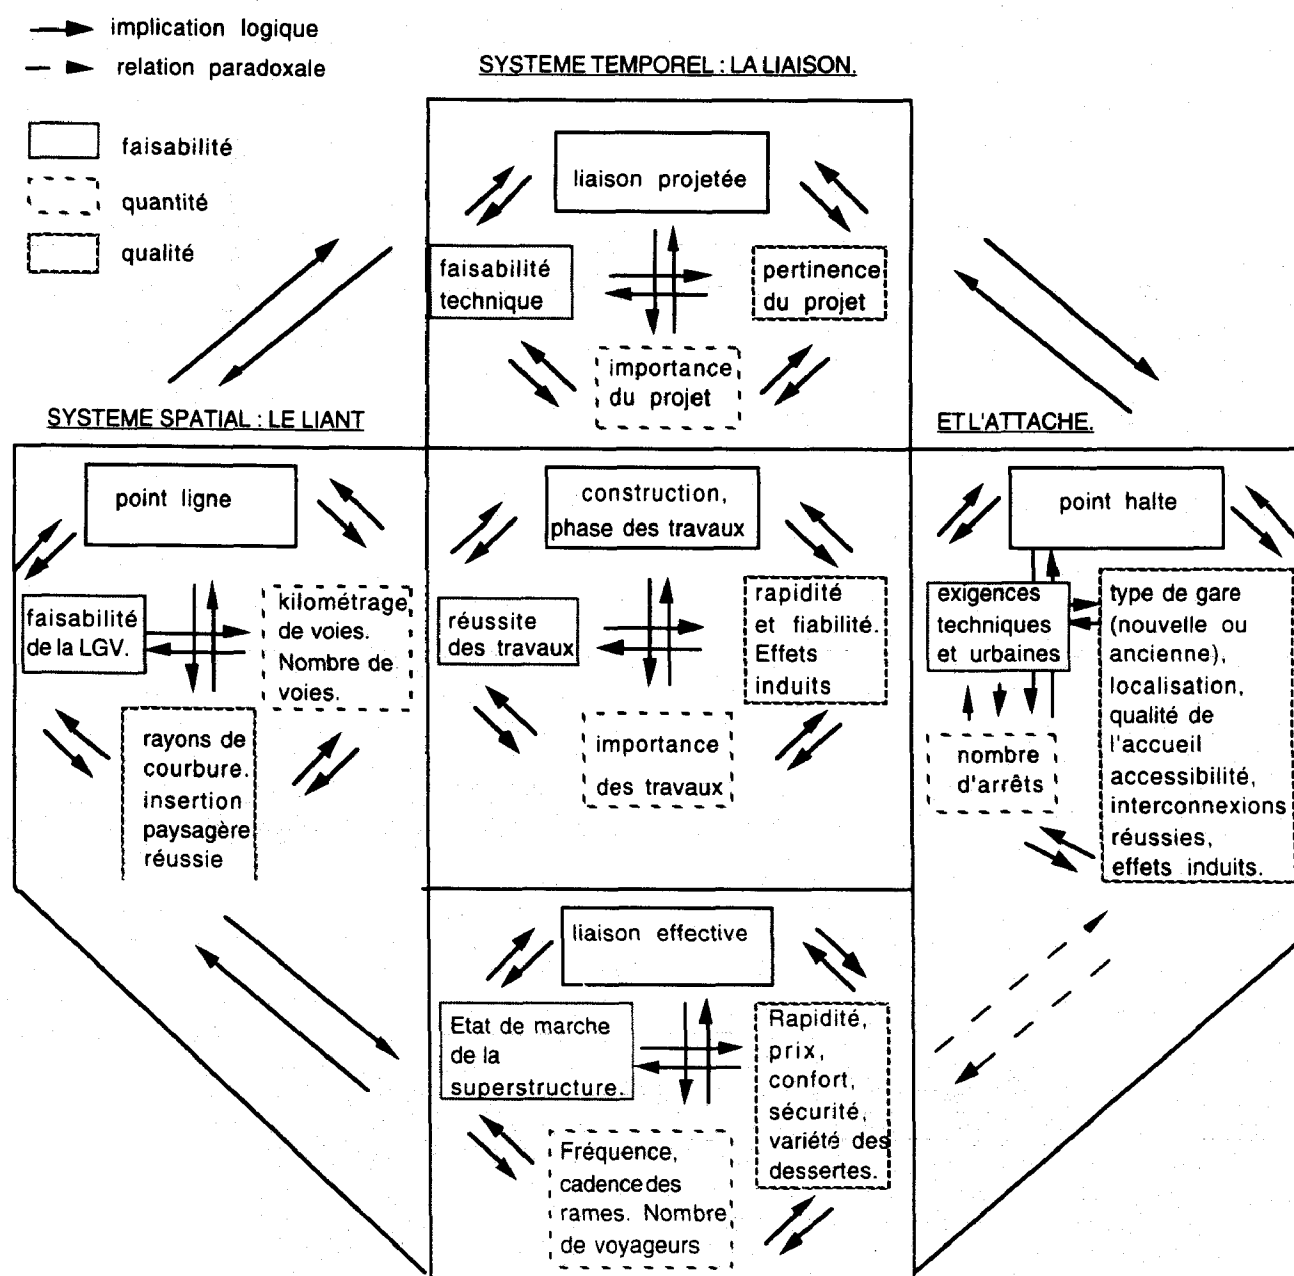 implication logique
relation paradoxale
faisabilité
quantité
qualité
SYSTEME TEMPOREL : LA LIAISON.
liaison projetée
faisabilité
technique
pertinence
du projet
importance
du projet
SYSTEME SPATIAL : LE LIANT
ET L'ATTACHE.
point ligne
faisabilité
de la LGV.
kilométrage
de voies.
Nombre de
voies.
rayons de
courbure.
insertion
paysagère
réussie
construction,
phase des travaux
réussite
des travaux
rapidité
et fiabilité.
Effets
induits
importance
des travaux
point halte
exigences
techniques
et urbaines
type de gare
(nouvelle ou
ancienne),
localisation,
qualité de
l'accueil
accessibilité,
interconnexions
réussies,
effets induits.
nombre
d'arrêts
liaison effective
Etat de marche
de la
superstructure.
Rapidité,
prix,
confort,
sécurité,
variété des
dessertes.
Fréquence,
cadence des
rames. Nombre
de voyageurs